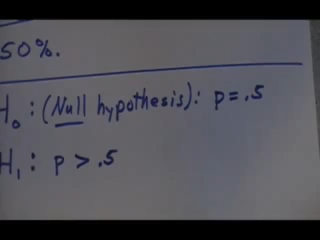 50%.
H₀: (Null hypothesis): p = .5
H₁: p > .5